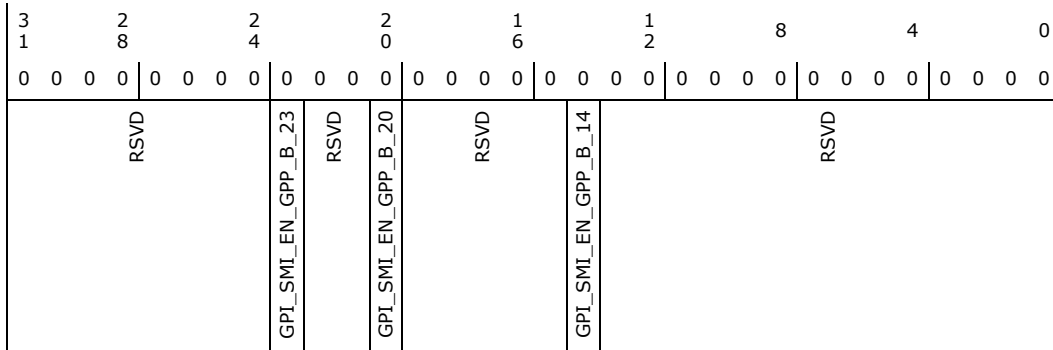 31 28 24 20 16 12 8 4 0
0 0 0 0 0 0 0 0 0 0 0 0 0 0 0 0 0 0 0 0 0 0 0 0 0 0 0 0 0 0 0 0
RSVD
GPI_SMI_EN_GPP_B_23
RSVD
GPI_SMI_EN_GPP_B_20
RSVD
GPI_SMI_EN_GPP_B_14
RSVD